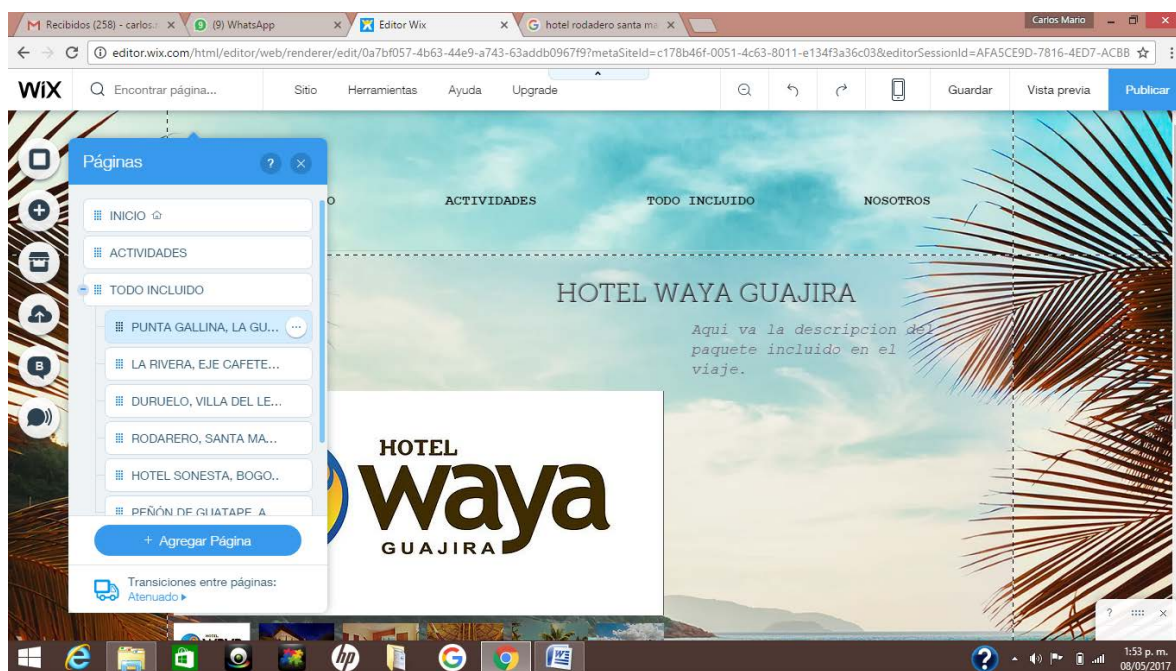 Recibidos (258) - carlos.r
(9) WhatsApp
Editor Wix
hotel rodadero santa ma
Carlos Mario
editor.wix.com/html/editor/web/renderer/edit/0a7bf057-4b63-44e9-a743-63addb0967f9?metaSiteId=c178b46f-0051-4c63-8011-e134f3a36c03&editorSessionId=AFA5CE9D-7816-4ED7-ACBB
WiX
Encontrar página...
Sitio
Herramientas
Ayuda
Upgrade
Guardar
Vista previa
Publicar
Páginas
?
INICIO
ACTIVIDADES
TODO INCLUIDO
PUNTA GALLINA, LA GU...
LA RIVERA, EJE CAFETE...
DURUELO, VILLA DEL LE...
RODARERO, SANTA MA...
HOTEL SONESTA, BOGO..
PEÑÓN DE GUATAPE, A
+ Agregar Página
Transiciones entre páginas:
Atenuado
O
ACTIVIDADES
TODO INCLUIDO
NOSOTROS
HOTEL WAYA GUAJIRA
Aqui va la descripcion del
paquete incluido en el
viaje.
HOTEL
waya
GUAJIRA
?
1:53 p. m.
08/05/2017